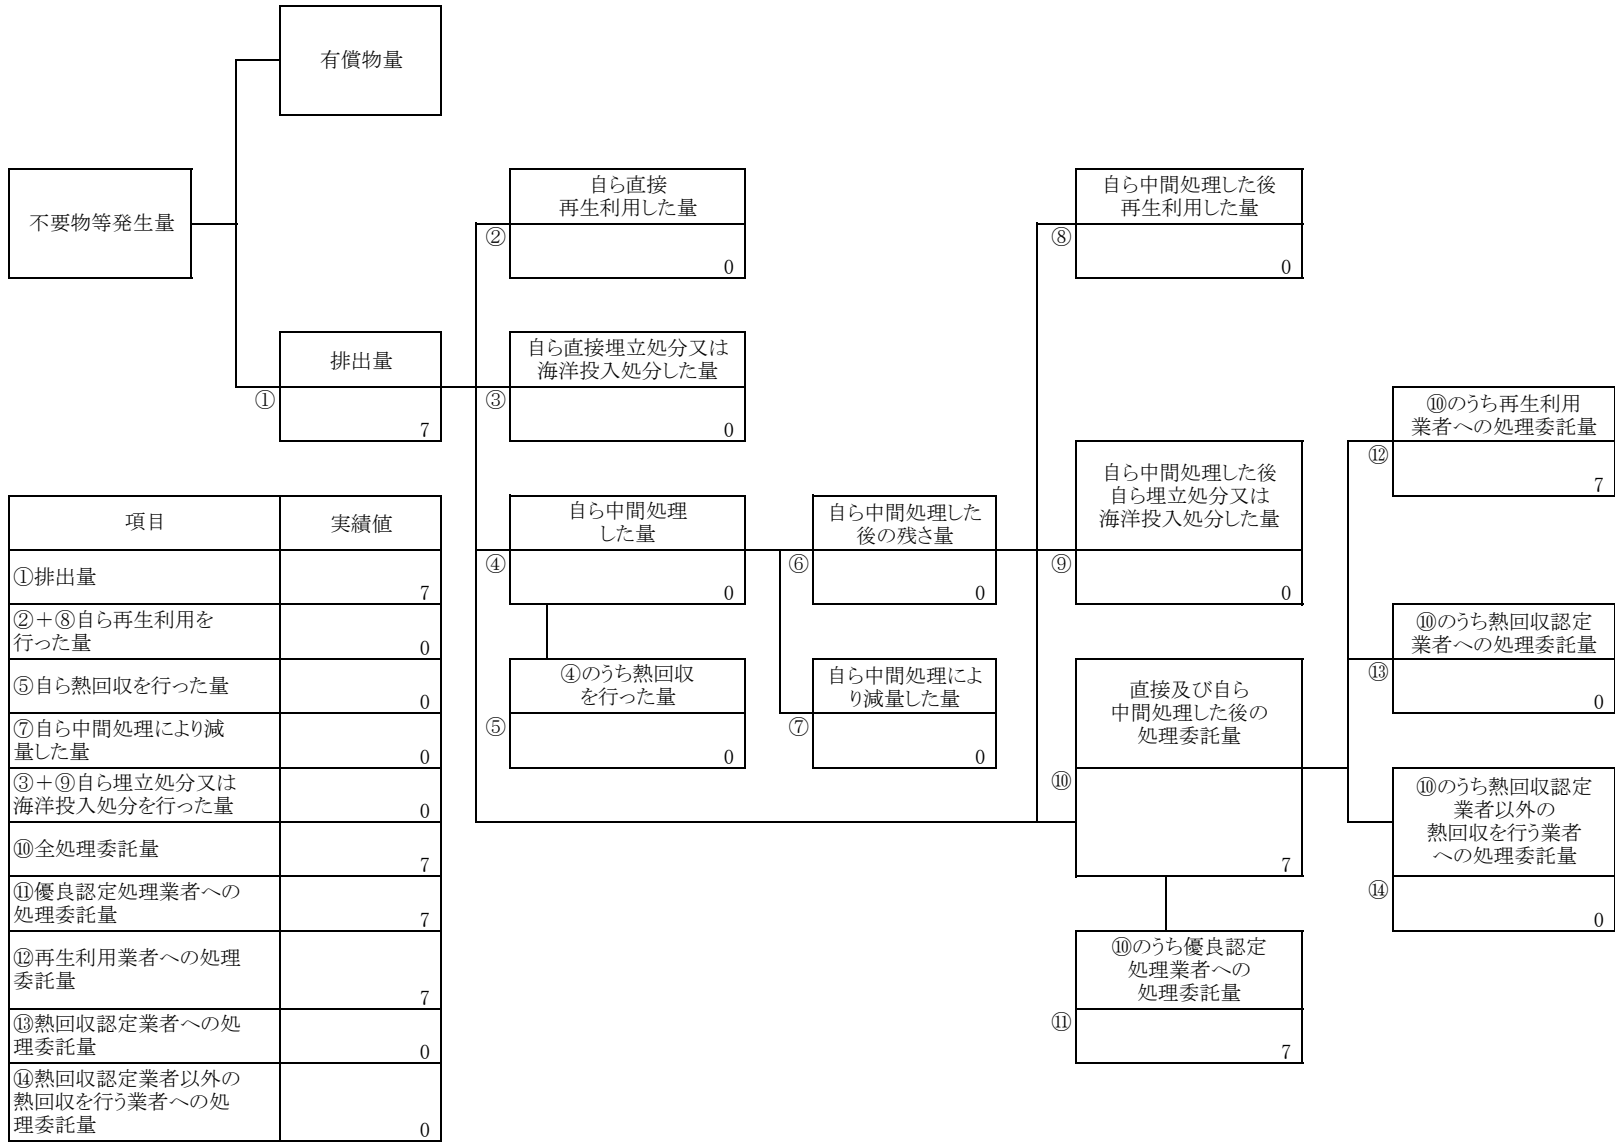 有償物量
不要物等発生量
自ら直接
再生利用した量
②
0
自ら中間処理した後
再生利用した量
⑧
0
排出量
①
7
自ら直接埋立処分又は
海洋投入処分した量
③
0
⑩のうち再生利用
業者への処理委託量
⑫
7
自ら中間処理
した量
④
0
自ら中間処理した
後の残さ量
⑥
0
自ら中間処理した後
自ら埋立処分又は
海洋投入処分した量
⑨
0
⑩のうち熱回収認定
業者への処理委託量
⑬
0
④のうち熱回収
を行った量
⑤
0
自ら中間処理によ
り減量した量
⑦
0
直接及び自ら
中間処理した後の
処理委託量
⑩
7
⑩のうち熱回収認定
業者以外の
熱回収を行う業者
への処理委託量
⑭
0
⑩のうち優良認定
処理業者への
処理委託量
⑪
7
項目 実績値
①排出量
7
②+⑧自ら再生利用を
行った量
0
⑤自ら熱回収を行った量
0
⑦自ら中間処理により減
量した量
0
③+⑨自ら埋立処分又は
海洋投入処分を行った量
0
⑩全処理委託量
7
⑪優良認定処理業者への
処理委託量
7
⑫再生利用業者への処理
委託量
7
⑬熱回収認定業者への処
理委託量
0
⑭熱回収認定業者以外の
熱回収を行う業者への処
理委託量
0